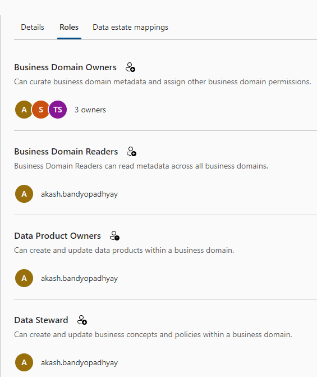 Details Roles Data estate mappings
Business Domain Owners
Can curate business domain metadata and assign other business domain permissions.
A S TS 3 owners
Business Domain Readers
Business Domain Readers can read metadata across all business domains.
A akash.bandyopadhyay
Data Product Owners
Can create and update data products within a business domain.
A akash.bandyopadhyay
Data Steward
Can create and update business concepts and policies within a business domain.
A akash.bandyopadhyay